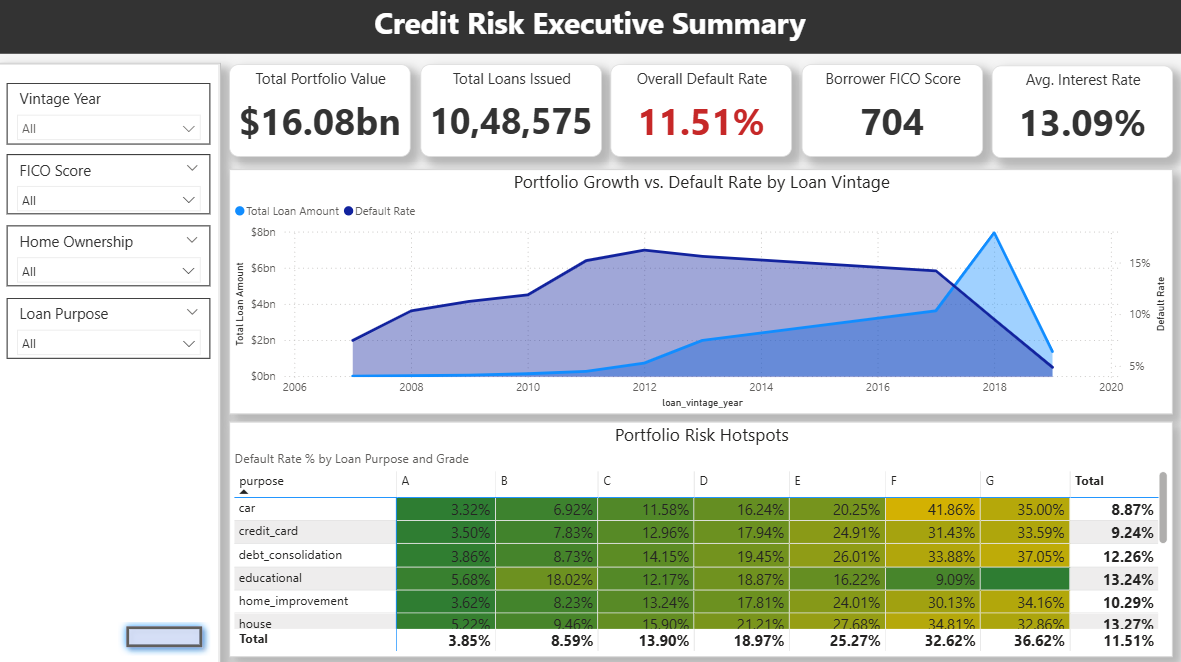 Credit Risk Executive Summary
Vintage Year
All
FICO Score
All
Home Ownership
All
Loan Purpose
All
Total Portfolio Value
$16.08bn
Total Loans Issued
10,48,575
Overall Default Rate
11.51%
Borrower FICO Score
704
Avg. Interest Rate
13.09%
Portfolio Growth vs. Default Rate by Loan Vintage
Total Loan Amount Default Rate
Total Loan Amount
$8bn
$6bn
$4bn
$2bn
$0bn
15%
10%
5%
Default Rate
2006 2008 2010 2012 2014 2016 2018 2020
loan_vintage_year
Portfolio Risk Hotspots
Default Rate % by Loan Purpose and Grade
purpose A B C D E F G Total
car 3.32% 6.92% 11.58% 16.24% 20.25% 41.86% 35.00% 8.87%
credit_card 3.50% 7.83% 12.96% 17.94% 24.91% 31.43% 33.59% 9.24%
debt_consolidation 3.86% 8.73% 14.15% 19.45% 26.01% 33.88% 37.05% 12.26%
educational 5.68% 18.02% 12.17% 18.87% 16.22% 9.09% 13.24%
home_improvement 3.62% 8.23% 13.24% 17.81% 24.01% 30.13% 34.16% 10.29%
house 5.22% 9.46% 15.90% 21.21% 27.68% 34.81% 32.86% 13.27%
Total 3.85% 8.59% 13.90% 18.97% 25.27% 32.62% 36.62% 11.51%